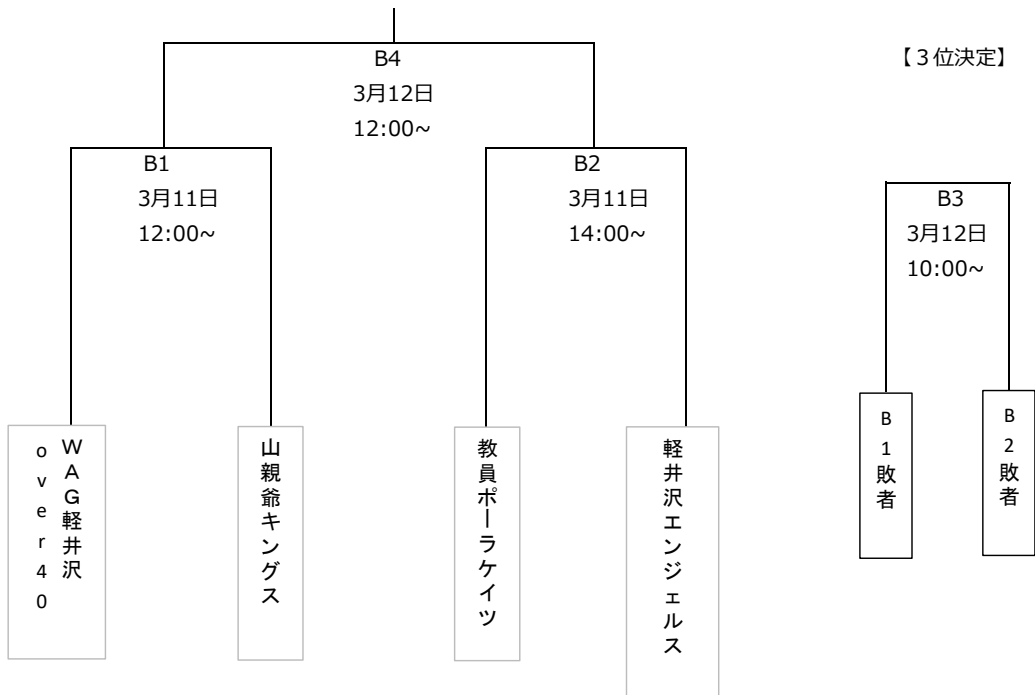 B4
3月12日
12:00~
【３位決定】
B1
3月11日
12:00~
B2
3月11日
14:00~
B3
3月12日
10:00~
ＷＡＧ軽井沢
over40
山親爺キングス
教員ポーラケイツ
軽井沢エンジェルス
B1敗者
B2敗者